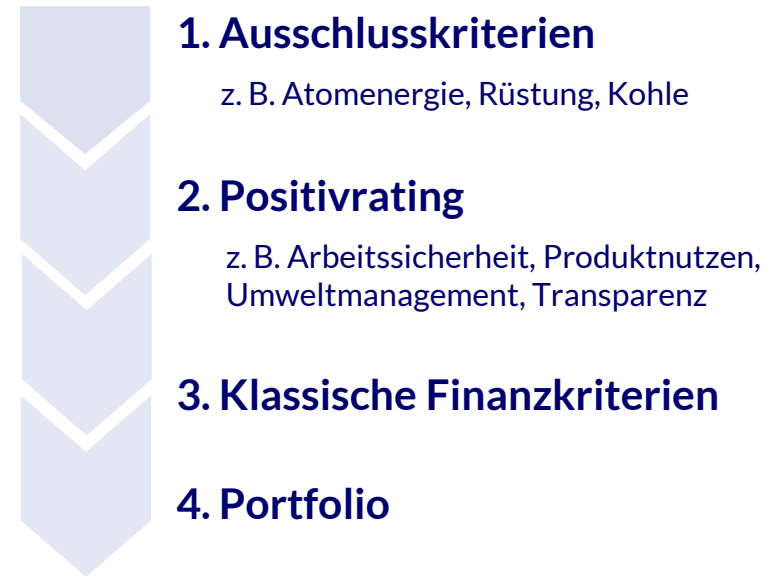 1. Ausschlusskriterien
z. B. Atomenergie, Rüstung, Kohle
2. Positivrating
z. B. Arbeitssicherheit, Produktnutzen,
Umweltmanagement, Transparenz
3. Klassische Finanzkriterien
4. Portfolio